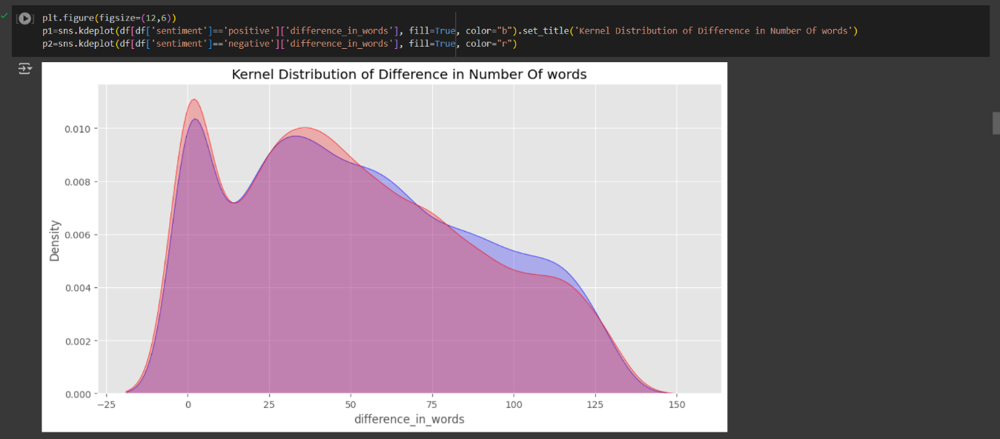 plt.figure(figsize=(12,6))
p1=sns.kdeplot(df[df['sentiment']=='positive']['difference_in_words'], fill=True, color="b").set_title('Kernel Distribution of Difference in Number Of words')
p2=sns.kdeplot(df[df['sentiment']=='negative']['difference_in_words'], fill=True, color="r")
Kernel Distribution of Difference in Number Of words
0.010
0.008
0.006
0.004
0.002
0.000
Density
−25 0 25 50 75 100 125 150
difference_in_words